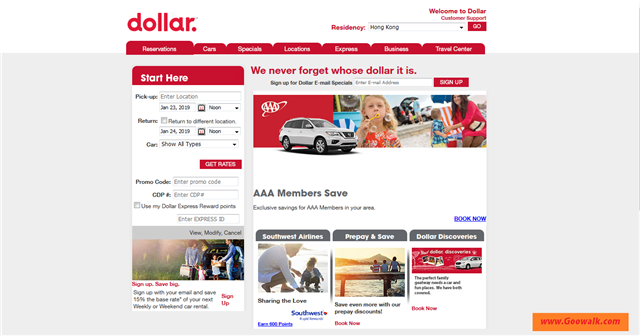 dollar.
Welcome to Dollar
Customer Support
Residency: Hong Kong GO
Reservations Cars Specials Locations Express Business Travel Center
Start Here
Pick-up: Enter Location
Jan 23, 2019 Noon
Return: Return to different location.
Jan 24, 2019 Noon
Car: Show All Types
GET RATES
Promo Code: Enter promo code
CDP #: Enter CDP#
Use my Dollar Express Reward points
Enter EXPRESS ID
View, Modify, Cancel
Sign up. Save big.
Sign up with your email and save
15% the base rate* of your next
Weekly or Weekend car rental.
Sign
Up
We never forget whose dollar it is.
Sign up for Dollar E-mail Specials Enter E-mail Address SIGN UP
AAA
AAA Members Save
Exclusive savings for AAA Members in your area.
BOOK NOW
Southwest Airlines
Sharing the Love
Southwest
Rapid Rewards
Earn 600 Points
Prepay & Save
Save even more with our
prepay discounts!
Book Now
Dollar Discoveries
dollar discoveries
The perfect family
getaway needs a car and
fun places. We have both
covered.
Book Now
www.Goewalk.com